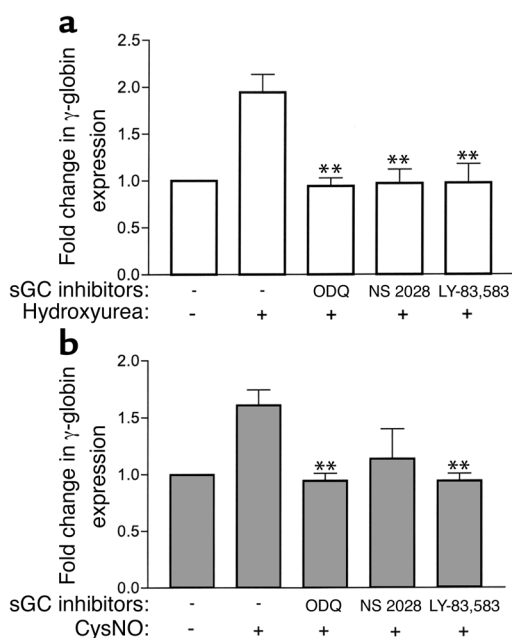 a
Fold change in γ-globin
expression
2.5
2.0
1.5
1.0
0.5
0.0
** ** **
sGC inhibitors: - - ODQ NS 2028 LY-83,583
Hydroxyurea: - + + + +
b
Fold change in γ-globin
expression
2.0
1.5
1.0
0.5
0.0
** **
sGC inhibitors: - - ODQ NS 2028 LY-83,583
CysNO: - + + + +